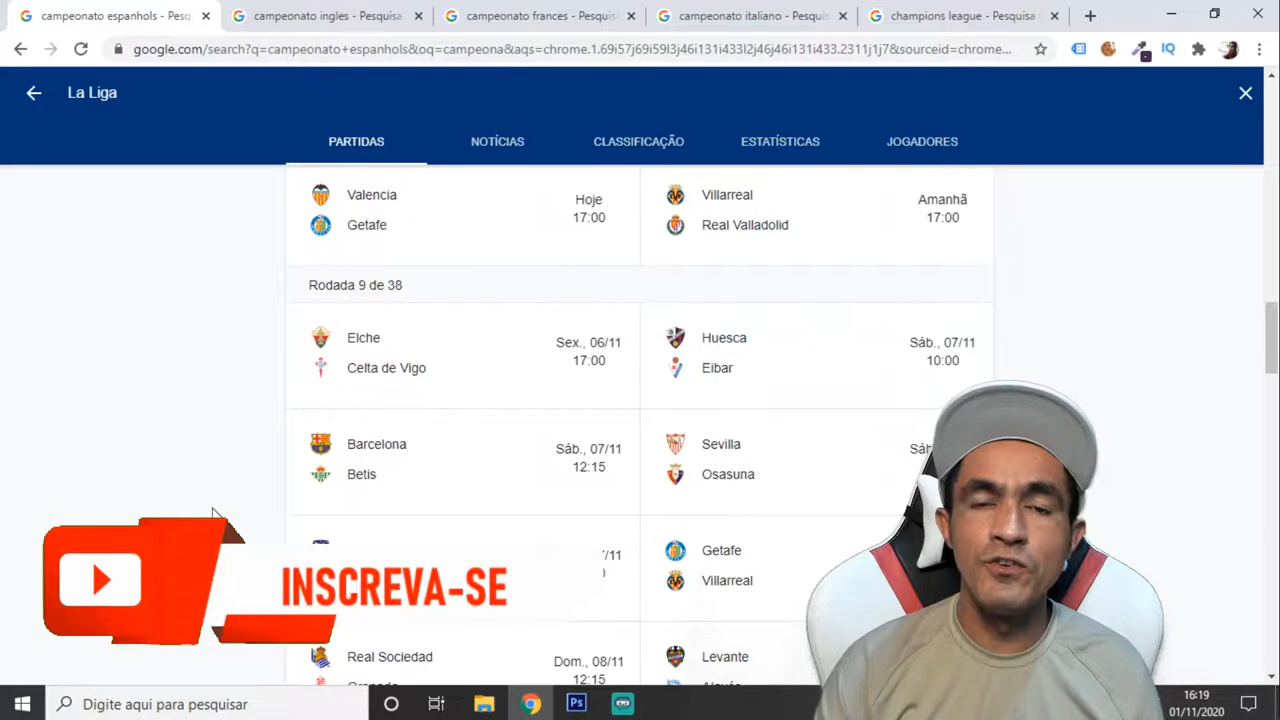 campeonato espanhols - Pesq
campeonato ingles - Pesquisa
campeonato frances - Pesquis
campeonato italiano - Pesqui
champions league - Pesquisa
google.com/search?q=campeonato+espanhols&oq=campeona&aqs=chrome.1.69i57j69i59l3j46i131i433l2j46j46i131i433.2311j1j7&sourceid=chrome...
La Liga
PARTIDAS
NOTÍCIAS
CLASSIFICAÇÃO
ESTATÍSTICAS
JOGADORES
Valencia
Getafe
Hoje
17:00
Villarreal
Real Valladolid
Amanhã
17:00
Rodada 9 de 38
Elche
Celta de Vigo
Sex., 06/11
17:00
Huesca
Eibar
Sáb., 07/11
10:00
Barcelona
Betis
Sáb., 07/11
12:15
Sevilla
Osasuna
Getafe
Villarreal
INSCREVA-SE
Real Sociedad
Dom., 08/11
12:15
Levante
Digite aqui para pesquisar
Ps
16:19
01/11/2020